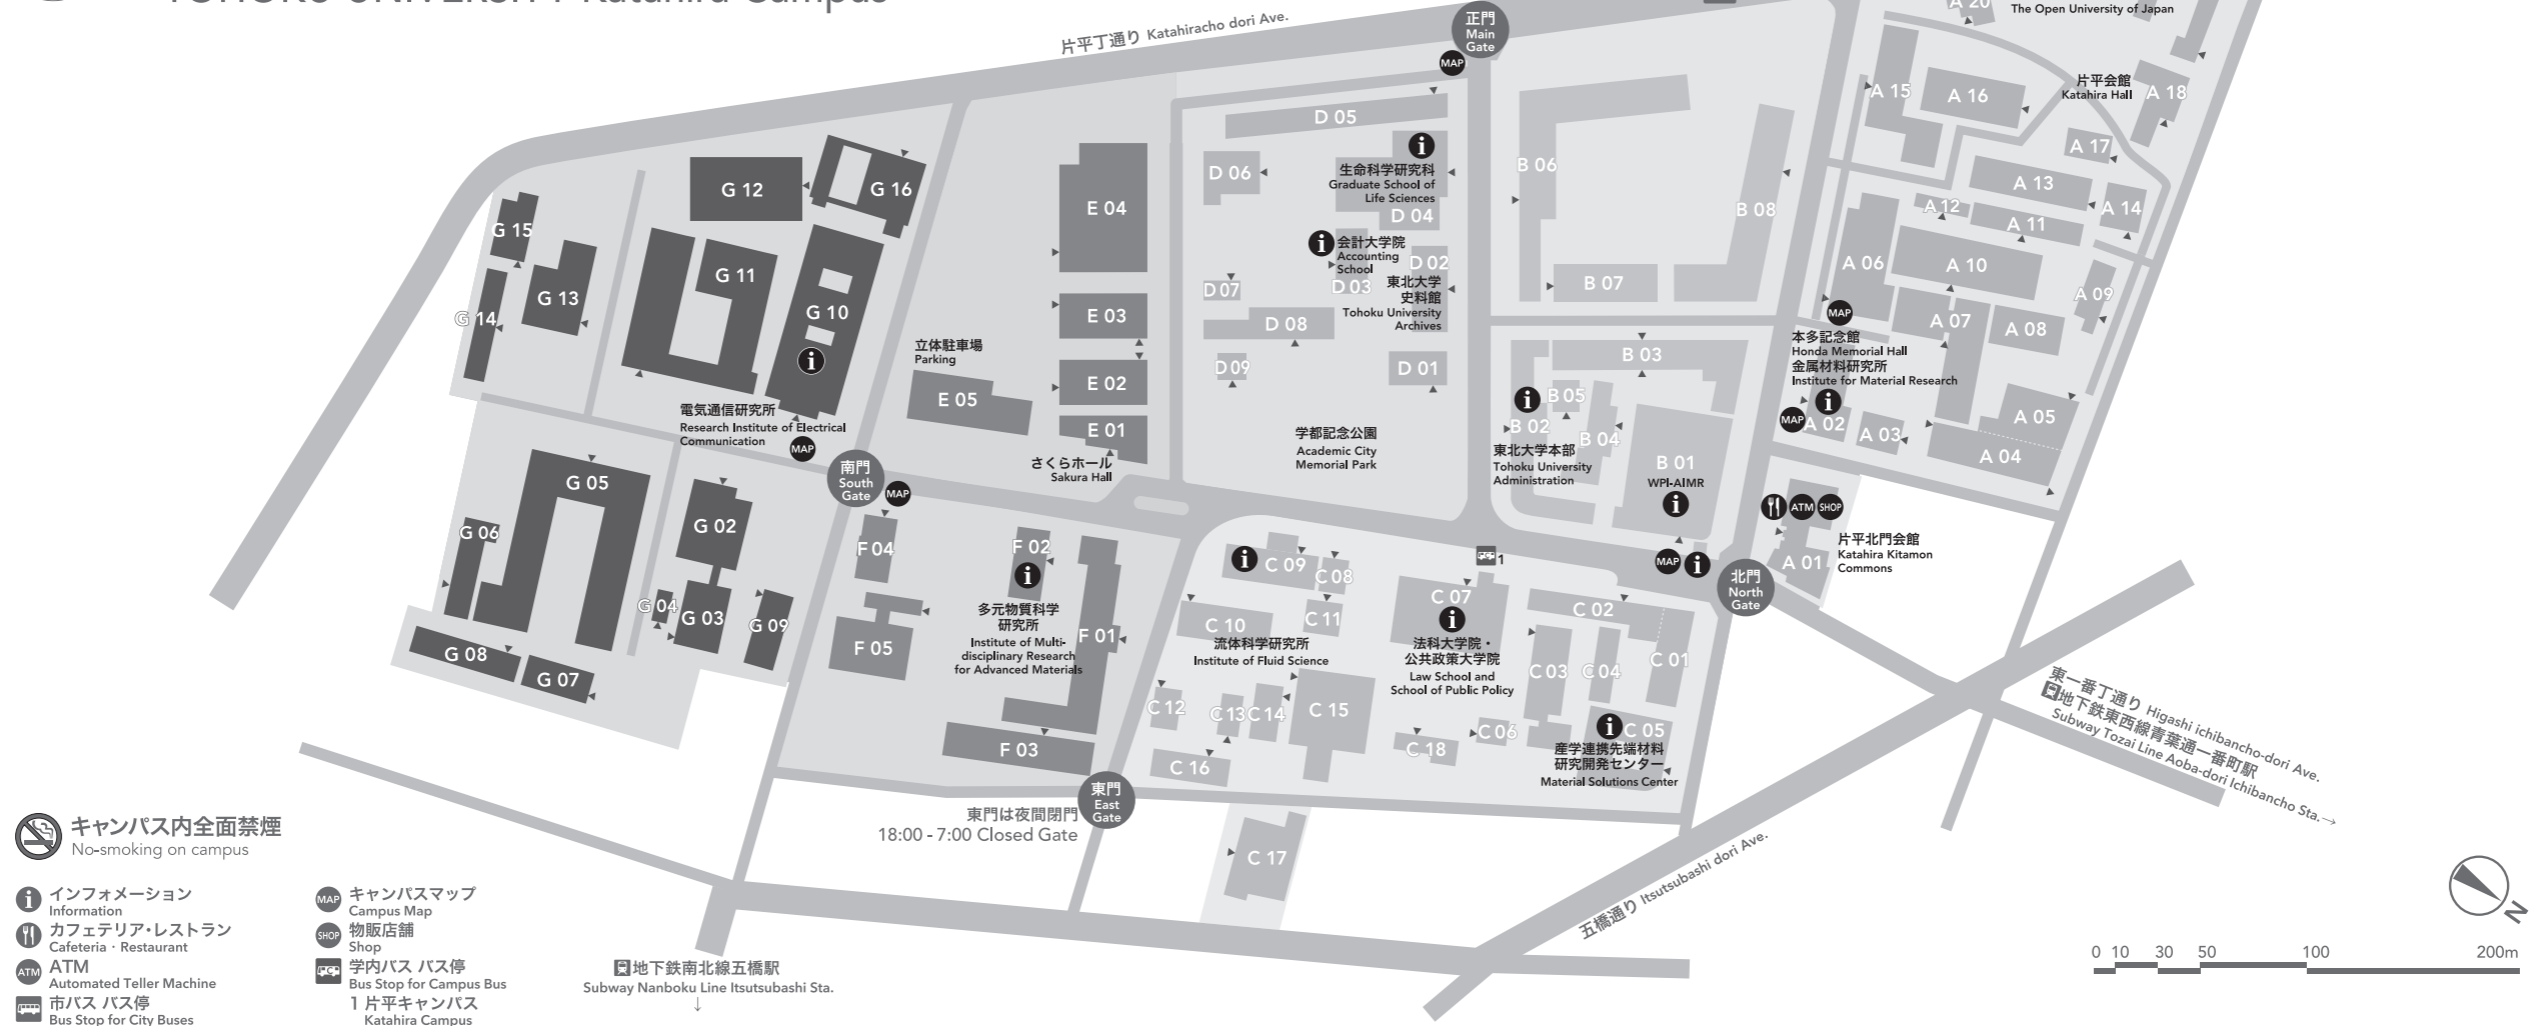 TOHOKU UNIVERSITY Katahira Campus
片平丁通り Katahiracho dori Ave.
正門
Main
Gate
MAP
A 20
The Open University of Japan
片平会館
Katahira Hall
A 15
A 16
A 18
A 17
A 13
A 14
A 12
A 11
A 06
A 10
A 09
A 07
A 08
MAP
本多記念館
Honda Memorial Hall
金属材料研究所
Institute for Material Research
MAP
A 02
A 03
A 05
A 04
D 05
生命科学研究科
Graduate School of
Life Sciences
D 06
D 04
会計大学院
Accounting
School
D 03
D 02
東北大学
史料館
Tohoku University
Archives
D 07
D 08
D 09
D 01
学都記念公園
Academic City
Memorial Park
B 06
B 08
B 07
B 03
B 05
B 02
B 04
東北大学本部
Tohoku University
Administration
B 01
WPI-AIMR
E 04
E 03
E 02
E 01
E 05
立体駐車場
Parking
さくらホール
Sakura Hall
G 12
G 16
G 15
G 11
G 13
G 14
G 10
電気通信研究所
Research Institute of Electrical
Communication
MAP
南門
South
Gate
MAP
G 05
G 02
G 06
G 04
G 03
G 09
G 08
G 07
F 04
F 02
F 05
F 01
F 03
多元物質科学
研究所
Institute of Multi-
disciplinary Research
for Advanced Materials
C 09
C 08
C 10
C 11
流体科学研究所
Institute of Fluid Science
C 12
C 13
C 14
C 15
C 16
C 17
1
C 07
法科大学院・
公共政策大学院
Law School and
School of Public Policy
C 02
C 03
C 04
C 01
C 18
C 06
C 05
産学連携先端材料
研究開発センター
Material Solutions Center
MAP
北門
North
Gate
ATM
SHOP
A 01
片平北門会館
Katahira Kitamon
Commons
東門
East
Gate
東門は夜間閉門
18:00 - 7:00 Closed Gate
東一番丁通り Higashi ichibancho-dori Ave.
地下鉄東西線青葉通一番町駅
Subway Tozai Line Aoba-dori Ichibancho Sta.→
五橋通り Itsutsubashi dori Ave.
地下鉄南北線五橋駅
Subway Nanboku Line Itsutsubashi Sta.
↓
キャンパス内全面禁煙
No-smoking on campus
インフォメーション
Information
カフェテリア・レストラン
Cafeteria · Restaurant
ATM
ATM
Automated Teller Machine
市バス バス停
Bus Stop for City Buses
MAP
キャンパスマップ
Campus Map
SHOP
物販店舗
Shop
学内バス バス停
Bus Stop for Campus Bus
1 片平キャンパス
Katahira Campus
N
0 10 30 50 100 200m